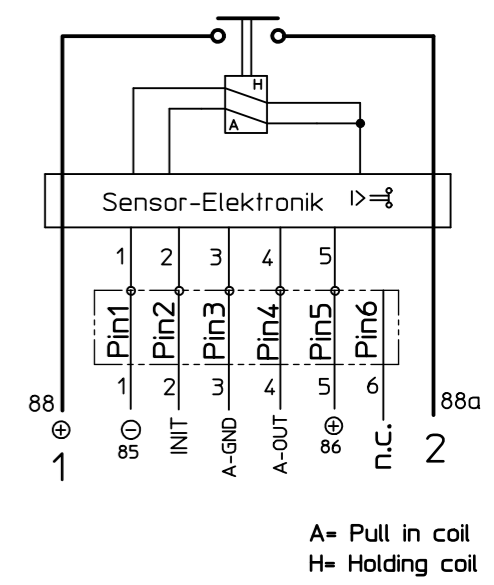 H
A
Sensor-Elektronik
1 2 3 4 5
Pin1 Pin2 Pin3 Pin4 Pin5 Pin6
1 2 3 4 5 6
88 88a
⊕ ⊖ INIT A-GND A-OUT ⊕ n.c.
1 85 86 2
A= Pull in coil
H= Holding coil